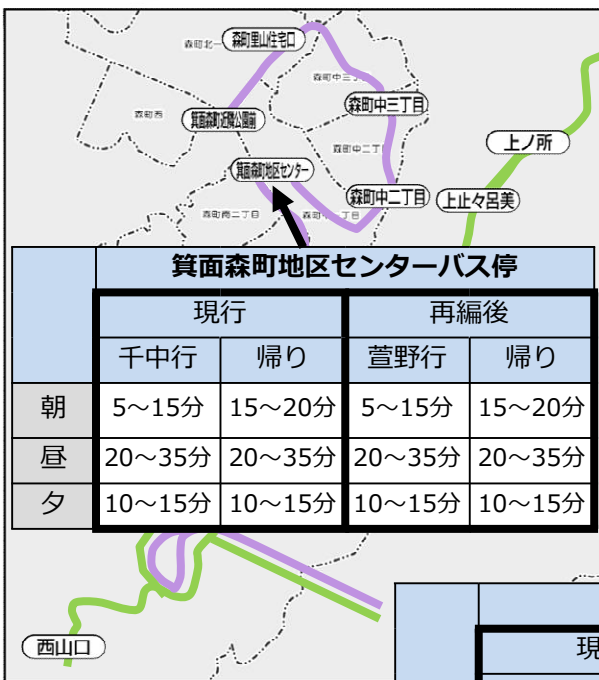 森町北一
森町里山住宅口
森町中三丁目
森町中三丁目
森町西
箕面森町近隣公園前
上ノ所
森町中二丁目
箕面森町地区センター
森町中二丁目
上止々呂美
森町南二丁目
箕面森町地区センターバス停
現行 再編後
千中行 帰り 萱野行 帰り
朝 5～15分 15～20分 5～15分 15～20分
昼 20～35分 20～35分 20～35分 20～35分
夕 10～15分 10～15分 10～15分 10～15分
西山口
現